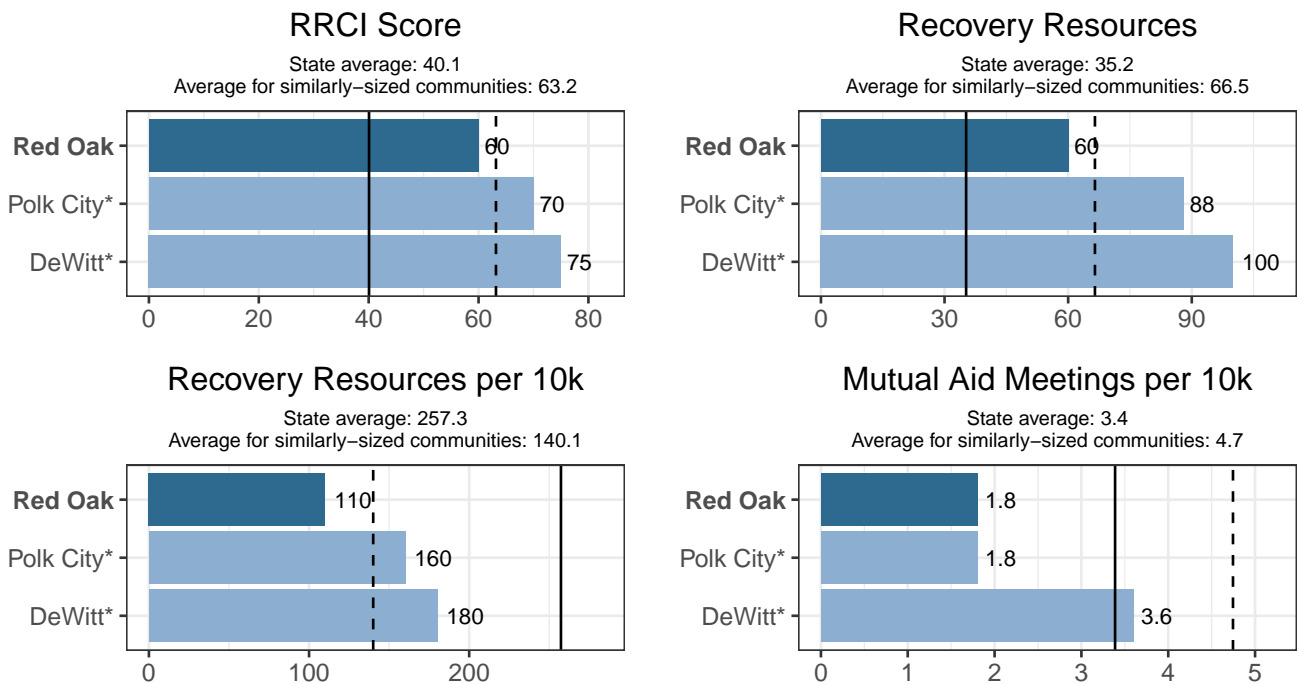 RRCI Score
State average: 40.1
Average for similarly−sized communities: 63.2
Red Oak
60
Polk City*
70
DeWitt*
75
0 20 40 60 80
Recovery Resources
State average: 35.2
Average for similarly−sized communities: 66.5
Red Oak
60
Polk City*
88
DeWitt*
100
0 30 60 90
Recovery Resources per 10k
State average: 257.3
Average for similarly−sized communities: 140.1
Red Oak
110
Polk City*
160
DeWitt*
180
0 100 200
Mutual Aid Meetings per 10k
State average: 3.4
Average for similarly−sized communities: 4.7
Red Oak
1.8
Polk City*
1.8
DeWitt*
3.6
0 1 2 3 4 5